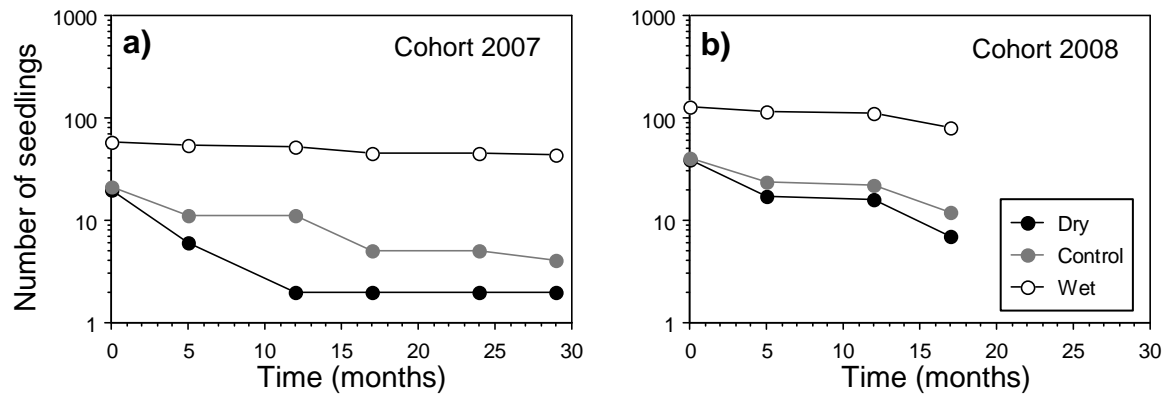 a)
Cohort 2007
Number of seedlings
1000
100
10
1
0 5 10 15 20 25 30
Time (months)
b)
Cohort 2008
1000
100
10
1
Dry
Control
Wet
0 5 10 15 20 25 30
Time (months)